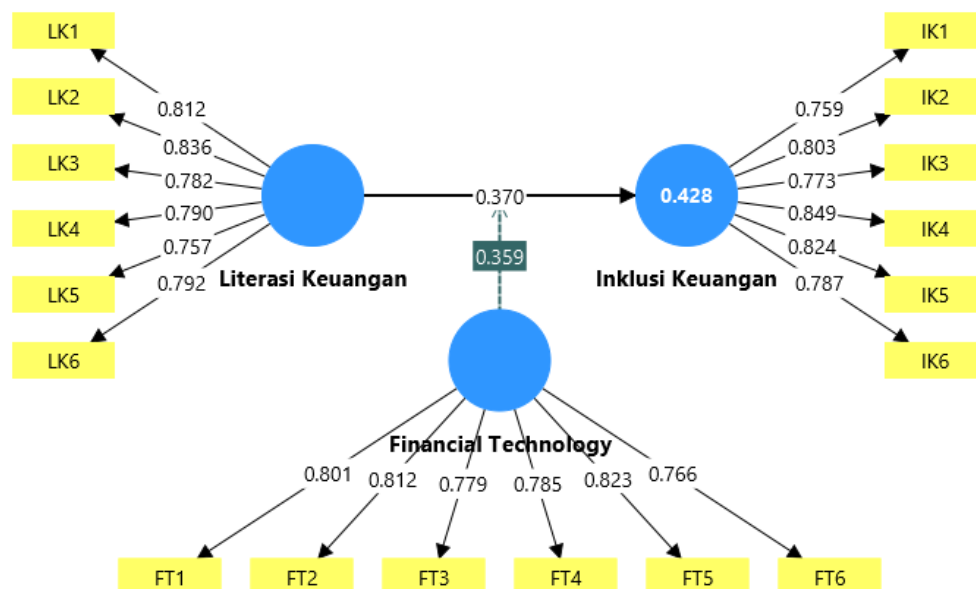 LK1
IK1
LK2
IK2
0.812
0.759
0.836
0.803
LK3
IK3
0.782
0.773
0.370
0.428
0.790
0.849
LK4
IK4
0.757
0.824
0.359
0.792
Literasi Keuangan
Inklusi Keuangan
0.787
LK5
IK5
LK6
IK6
Financial Technology
0.801
0.812
0.779
0.785
0.823
0.766
FT1
FT2
FT3
FT4
FT5
FT6